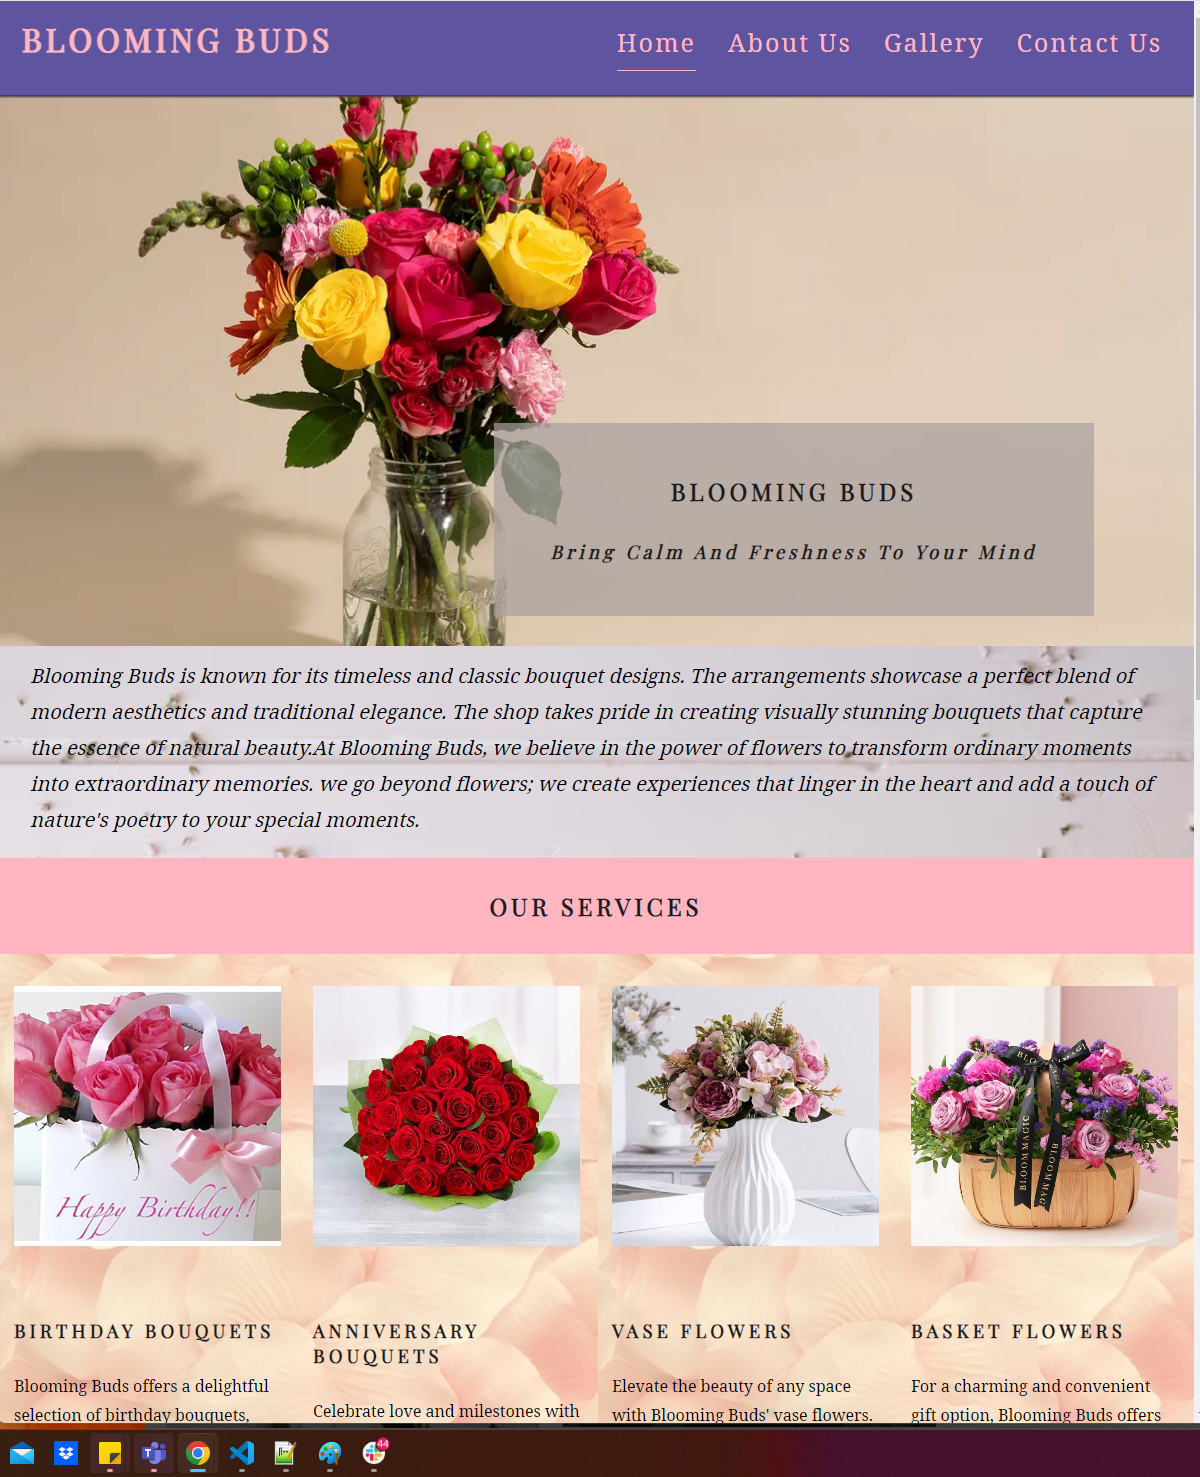 BLOOMING BUDS
Home About Us Gallery Contact Us
BLOOMING BUDS
Bring Calm And Freshness To Your Mind
Blooming Buds is known for its timeless and classic bouquet designs. The arrangements showcase a perfect blend of
modern aesthetics and traditional elegance. The shop takes pride in creating visually stunning bouquets that capture
the essence of natural beauty.At Blooming Buds, we believe in the power of flowers to transform ordinary moments
into extraordinary memories. we go beyond flowers; we create experiences that linger in the heart and add a touch of
nature's poetry to your special moments.
OUR SERVICES
Happy Birthday!!
BLOOMMAGIC
BLOOMMAG
BIRTHDAY BOUQUETS
Blooming Buds offers a delightful
selection of birthday bouquets,
ANNIVERSARY
BOUQUETS
Celebrate love and milestones with
VASE FLOWERS
Elevate the beauty of any space
with Blooming Buds' vase flowers.
BASKET FLOWERS
For a charming and convenient
gift option, Blooming Buds offers
44